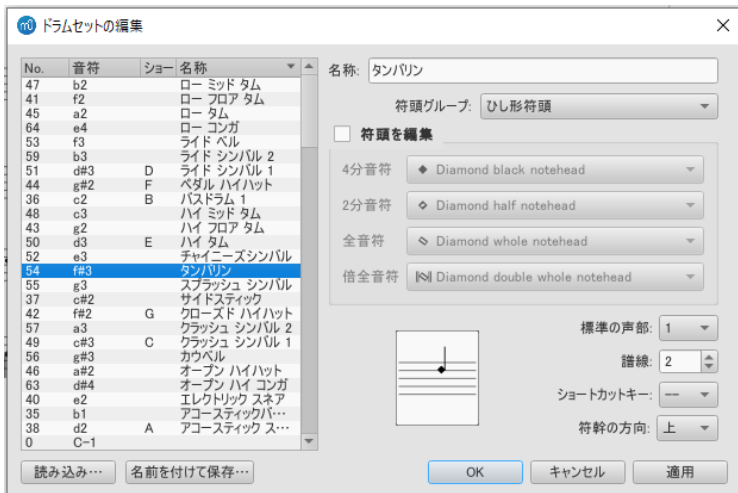 ドラムセットの編集
No. 音符 ショー 名称
47 b2 ロー ミッド タム
41 f2 ロー フロア タム
45 a2 ロー タム
64 e4 ロー コンガ
53 f3 ライド ベル
59 b3 ライド シンバル 2
51 d#3 D ライド シンバル 1
44 g#2 F ペダル ハイハット
36 c2 B バスドラム 1
48 c3 ハイ ミッド タム
43 g2 ハイ フロア タム
50 d3 E ハイ タム
52 e3 チャイニーズシンバル
54 f#3 タンバリン
55 g3 スプラッシュ シンバル
37 c#2 サイドスティック
42 f#2 G クローズド ハイハット
57 a3 クラッシュ シンバル 2
49 c#3 C クラッシュ シンバル 1
56 g#3 カウベル
46 a#2 オープン ハイハット
63 d#4 オープン ハイ コンガ
40 e2 エレクトリック スネア
35 b1 アコースティックバ…
38 d2 A アコースティック ス…
0 C-1
読み込み… 名前を付けて保存…
名称: タンバリン
符頭グループ: ひし形符頭
符頭を編集
4分音符 Diamond black notehead
2分音符 Diamond half notehead
全音符 Diamond whole notehead
倍全音符 Diamond double whole notehead
標準の声部: 1
譜線: 2
ショートカットキー: --
符幹の方向: 上
OK キャンセル 適用